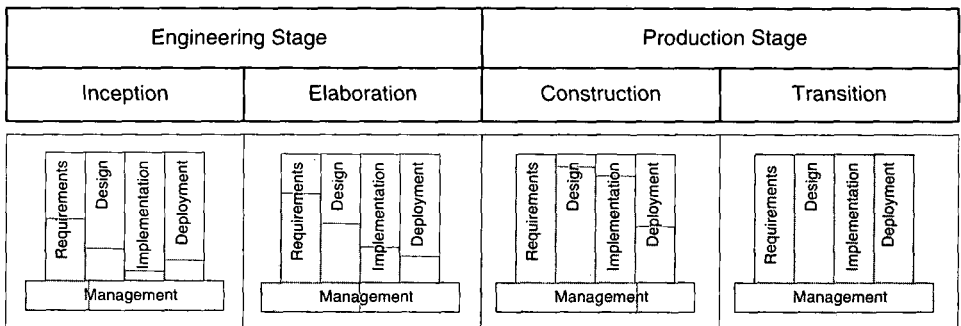 Engineering Stage
Production Stage
Inception
Elaboration
Construction
Transition
Requirements
Design
Implementation
Deployment
Management
Requirements
Design
Implementation
Deployment
Management
Requirements
Design
Implementation
Deployment
Management
Requirements
Design
Implementation
Deployment
Management